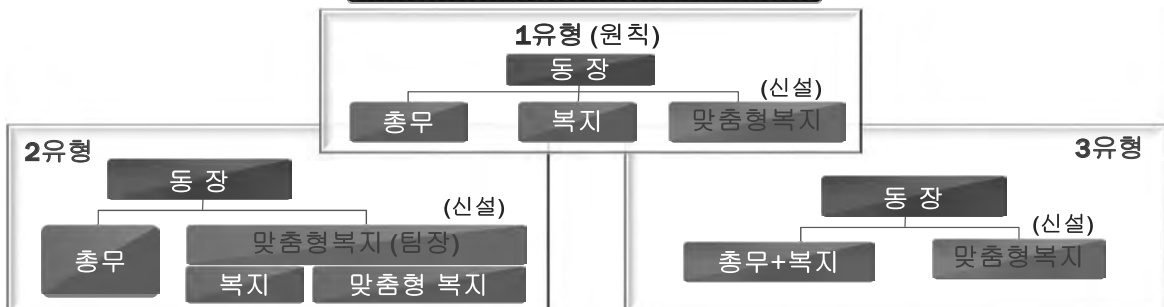 1유형 (원칙)
동 장
(신설)
총무 복지 맞춤형복지
2유형
동 장
(신설)
총무
맞춤형복지 (팀장)
복지 맞춤형 복지
3유형
동 장
(신설)
총무+복지 맞춤형복지